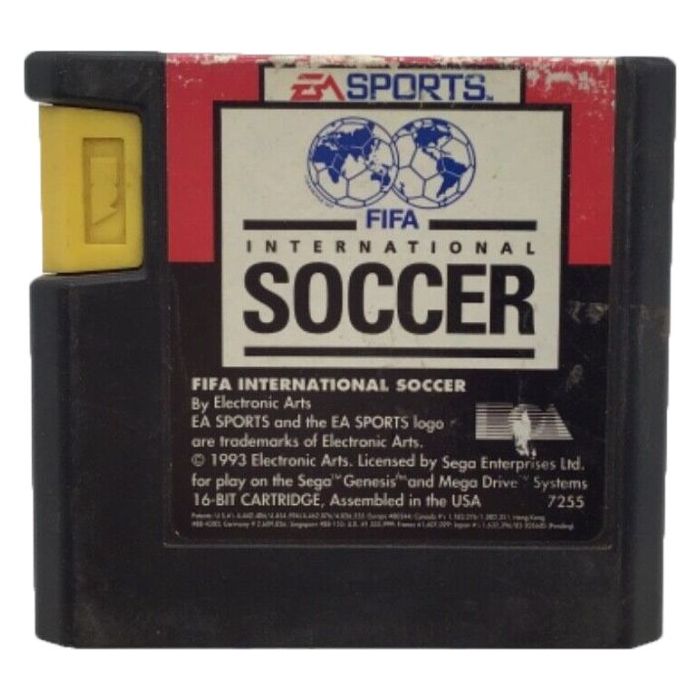 EA SPORTS™
FIFA
INTERNATIONAL
SOCCER
FIFA INTERNATIONAL SOCCER
By Electronic Arts
EA SPORTS and the EA SPORTS logo
are trademarks of Electronic Arts.
© 1993 Electronic Arts. Licensed by Sega Enterprises Ltd.
for play on the Sega™ Genesis™ and Mega Drive™ Systems
16-BIT CARTRIDGE, Assembled in the USA 7255